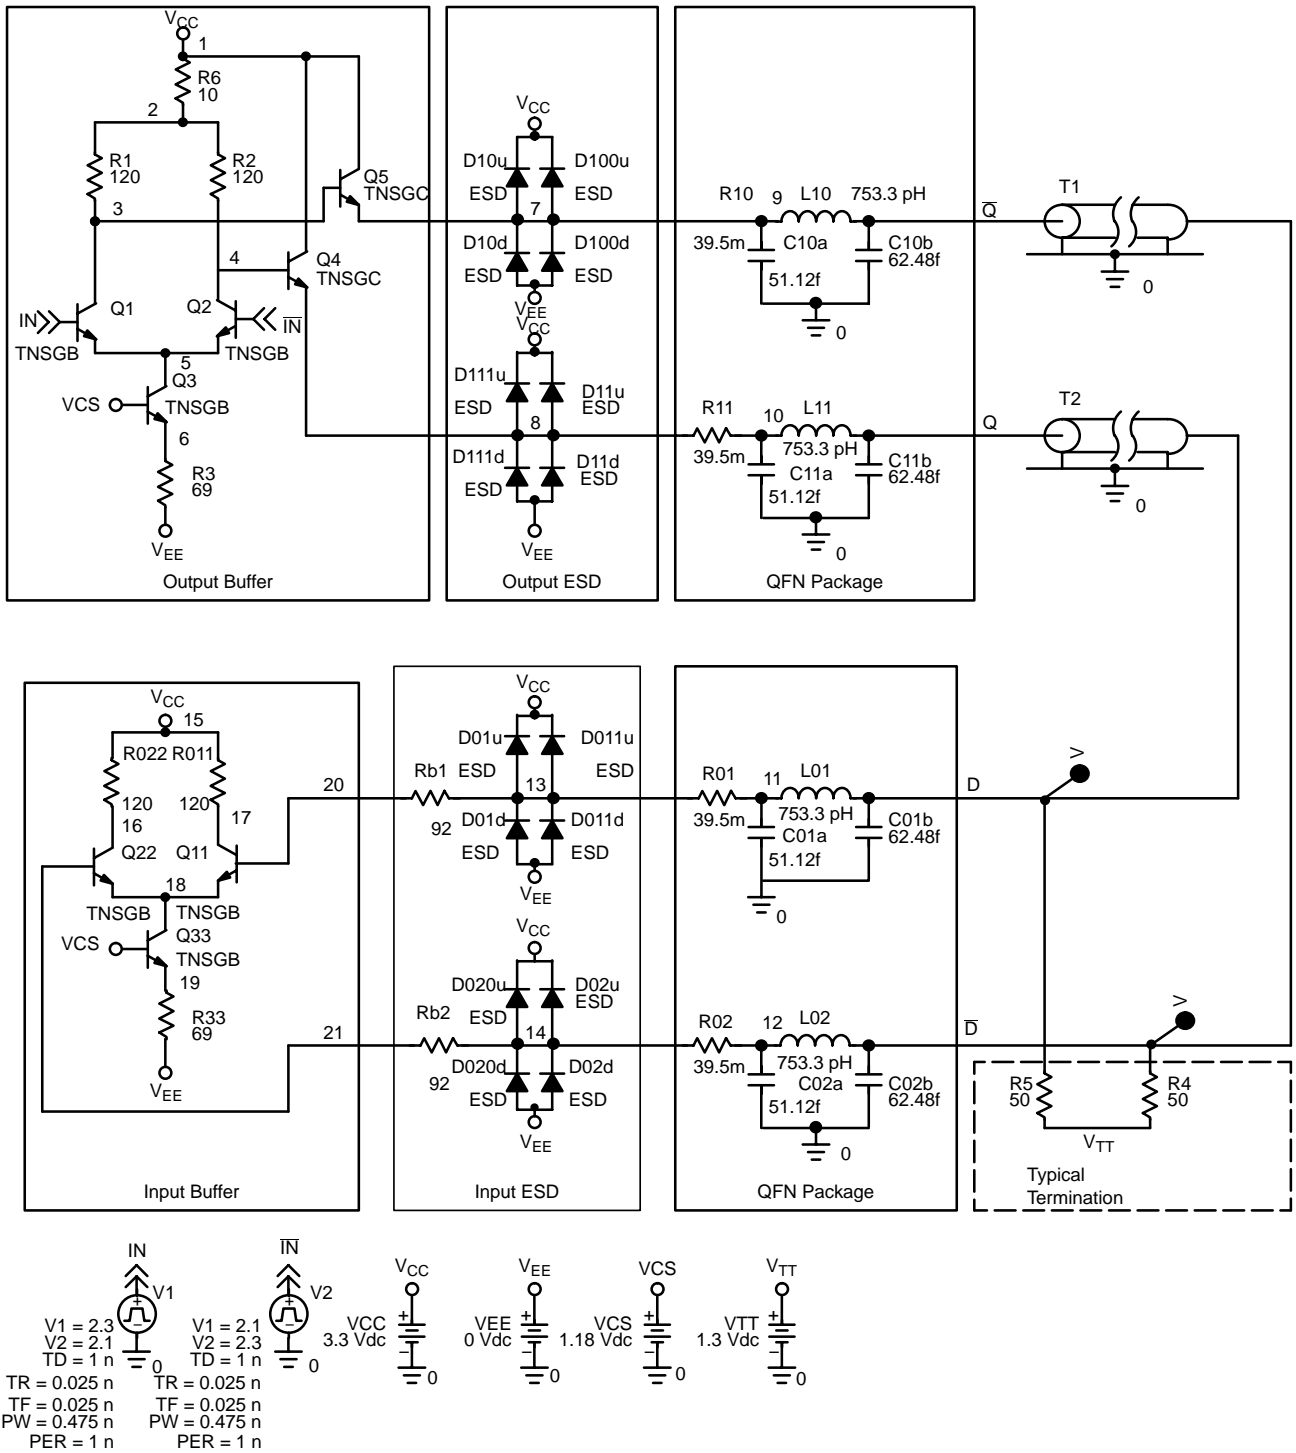 VCC
1
R6
10
2
R1
120
R2
120
3
Q5
TNSGC
4
Q4
TNSGC
IN
Q1
Q2
I̅N̅
TNSGB
TNSGB
5
Q3
VCS
TNSGB
6
R3
69
VEE
Output Buffer
VCC
D10u
D100u
ESD
ESD
7
D10d
D100d
ESD
ESD
VEE
VCC
D111u
D11u
ESD
ESD
8
D111d
D11d
ESD
ESD
VEE
Output ESD
R10
9
L10
753.3 pH
39.5m
C10a
C10b
62.48f
51.12f
0
R11
10
L11
39.5m
753.3 pH
C11a
C11b
62.48f
51.12f
0
QFN Package
Q̅
T1
0
Q
T2
0
VCC
15
R022
R011
120
120
16
17
Q22
Q11
18
TNSGB
TNSGB
Q33
VCS
TNSGB
19
R33
69
VEE
20
21
Input Buffer
VCC
D01u
D011u
Rb1
ESD
ESD
13
92
D01d
D011d
ESD
ESD
VEE
VCC
D020u
D02u
ESD
Rb2
ESD
14
92
D020d
D02d
ESD
ESD
VEE
Input ESD
R01
11
L01
39.5m
753.3 pH
C01a
C01b
62.48f
51.12f
0
R02
12
L02
39.5m
753.3 pH
C02a
C02b
62.48f
51.12f
0
QFN Package
D
V
D̅
V
R5
50
R4
50
VTT
Typical
Termination
IN
V1
V1 = 2.3
V2 = 2.1
TD = 1 n
0
TR = 0.025 n
TF = 0.025 n
PW = 0.475 n
PER = 1 n
I̅N̅
V2
V1 = 2.1
V2 = 2.3
TD = 1 n
0
TR = 0.025 n
TF = 0.025 n
PW = 0.475 n
PER = 1 n
VCC
VCC
3.3 Vdc
0
VEE
VEE
0 Vdc
0
VCS
VCS
1.18 Vdc
0
VTT
VTT
1.3 Vdc
0